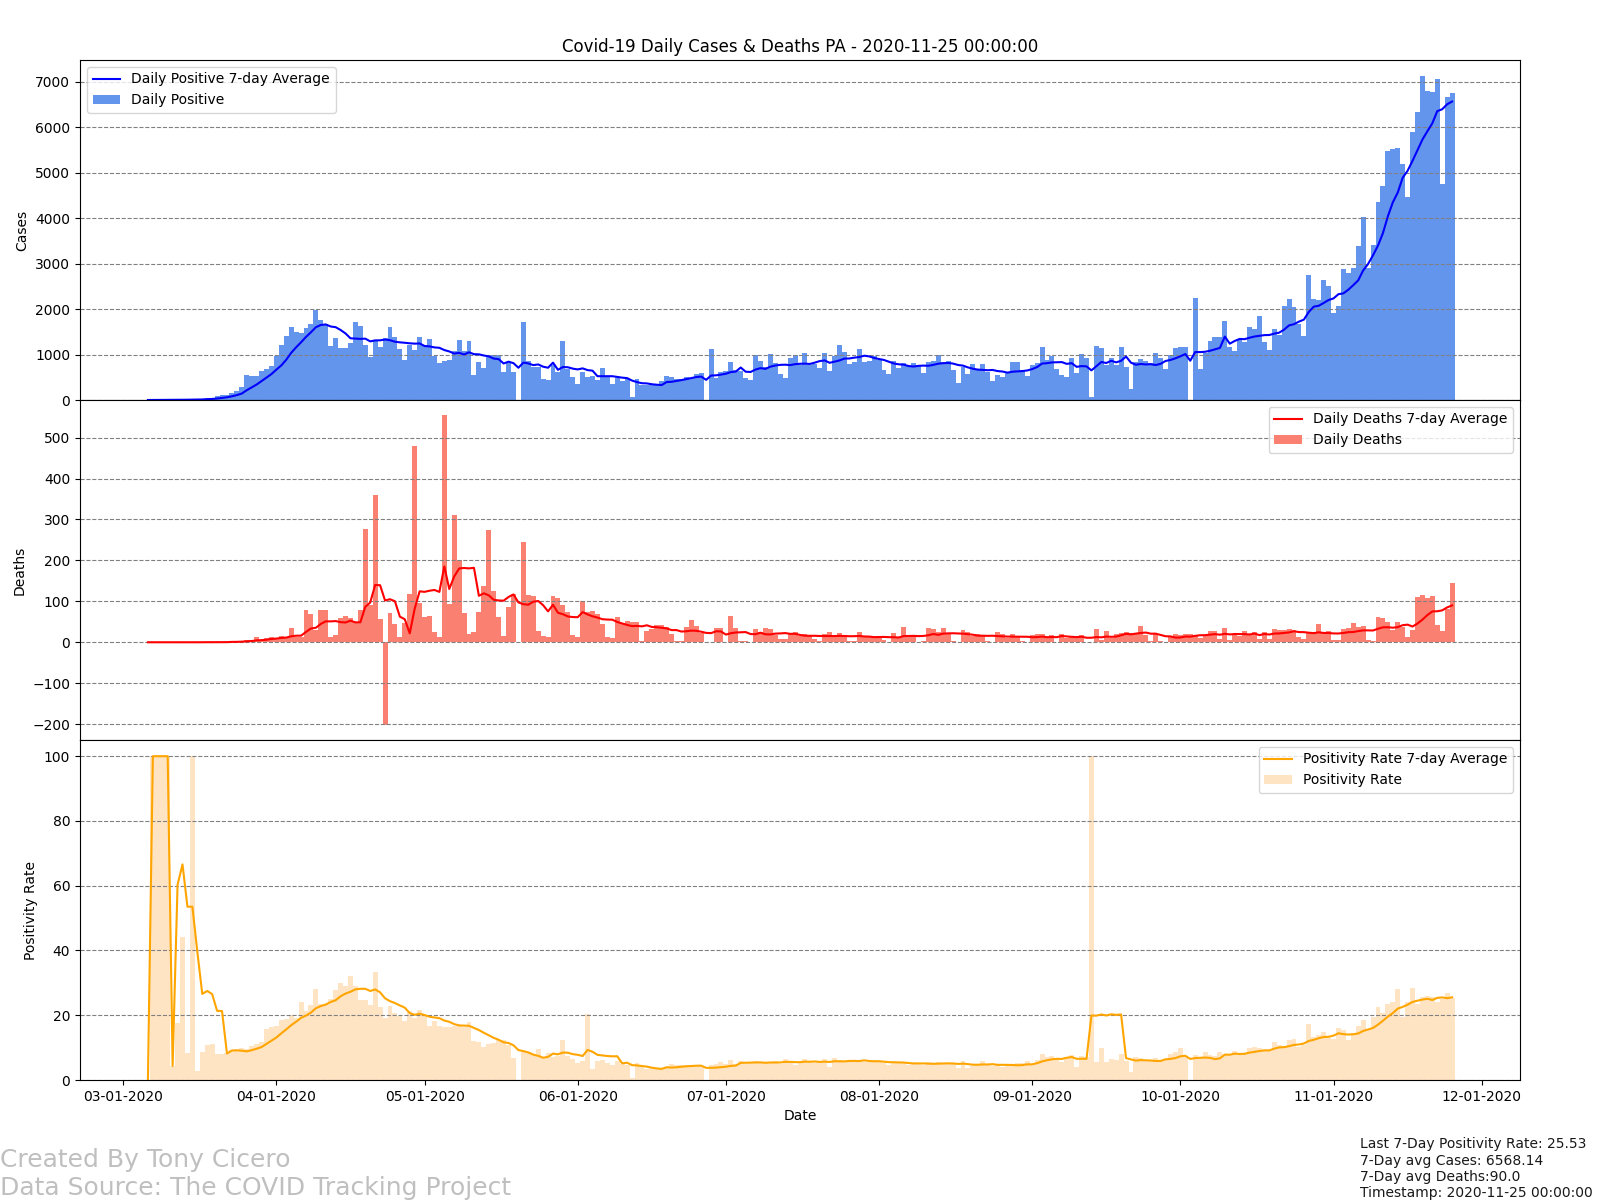 Covid-19 Daily Cases & Deaths PA - 2020-11-25 00:00:00
Daily Positive 7-day Average
Daily Positive
7000
6000
5000
4000
3000
2000
1000
0
Cases
Daily Deaths 7-day Average
Daily Deaths
500
400
300
200
100
0
−100
−200
Deaths
Positivity Rate 7-day Average
Positivity Rate
100
80
60
40
20
0
Positivity Rate
03-01-2020 04-01-2020 05-01-2020 06-01-2020 07-01-2020 08-01-2020 09-01-2020 10-01-2020 11-01-2020 12-01-2020
Date
Created By Tony Cicero
Data Source: The COVID Tracking Project
Last 7-Day Positivity Rate: 25.53
7-Day avg Cases: 6568.14
7-Day avg Deaths:90.0
Timestamp: 2020-11-25 00:00:00